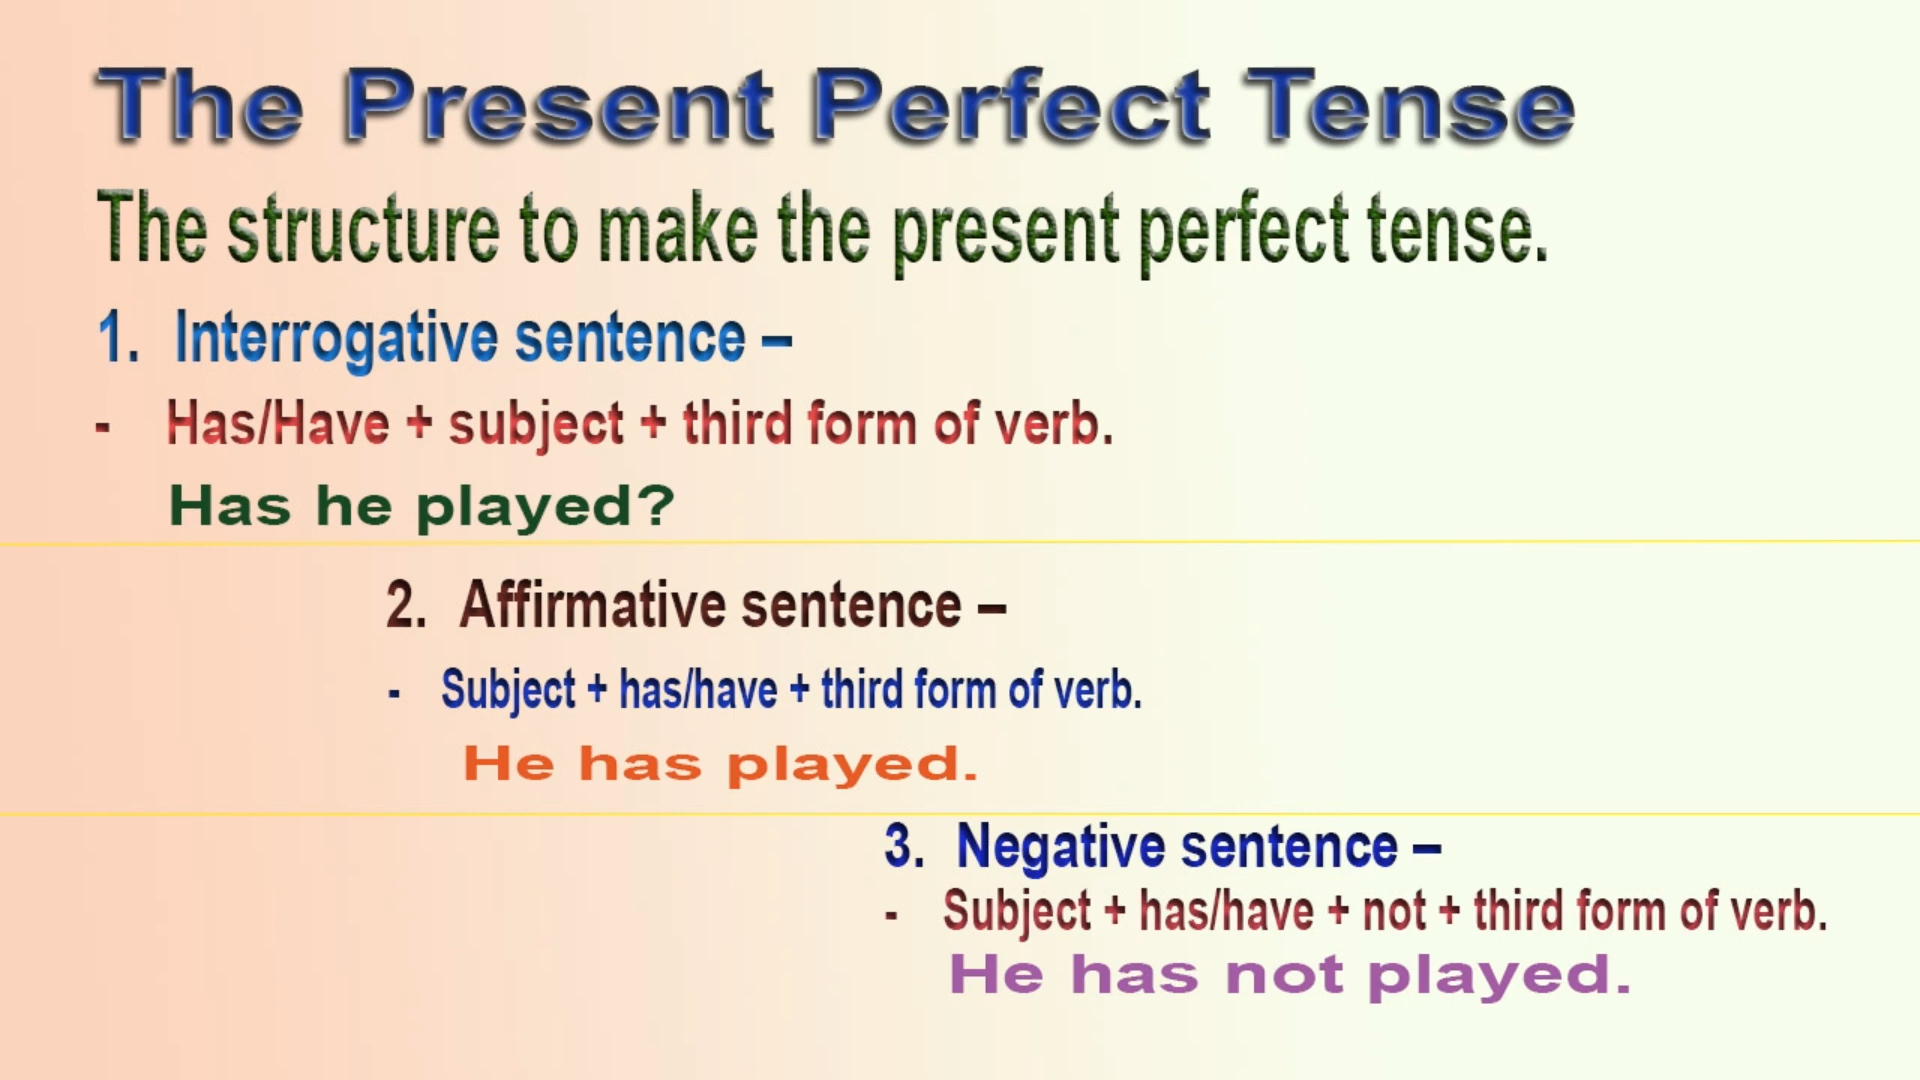 The Present Perfect Tense
The structure to make the present perfect tense.
1. Interrogative sentence –
- Has/Have + subject + third form of verb.
Has he played?
2. Affirmative sentence –
- Subject + has/have + third form of verb.
He has played.
3. Negative sentence –
- Subject + has/have + not + third form of verb.
He has not played.